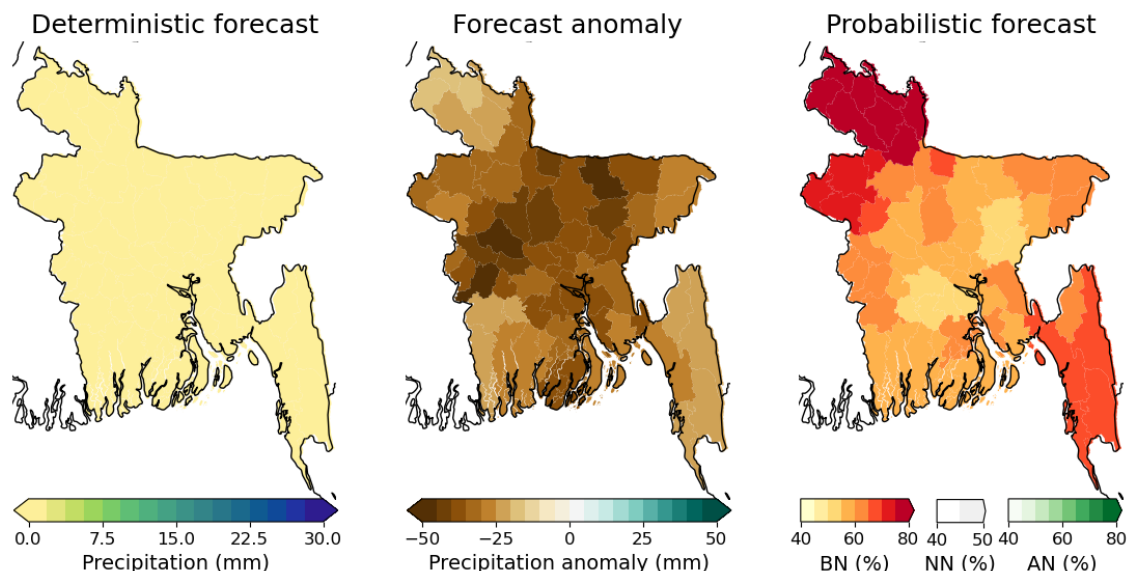 Deterministic forecast
Forecast anomaly
Probabilistic forecast
0.0 7.5 15.0 22.5 30.0
Precipitation (mm)
−50 −25 0 25 50
Precipitation anomaly (mm)
40 60 80
BN (%)
40 50
NN (%)
40 60 80
AN (%)